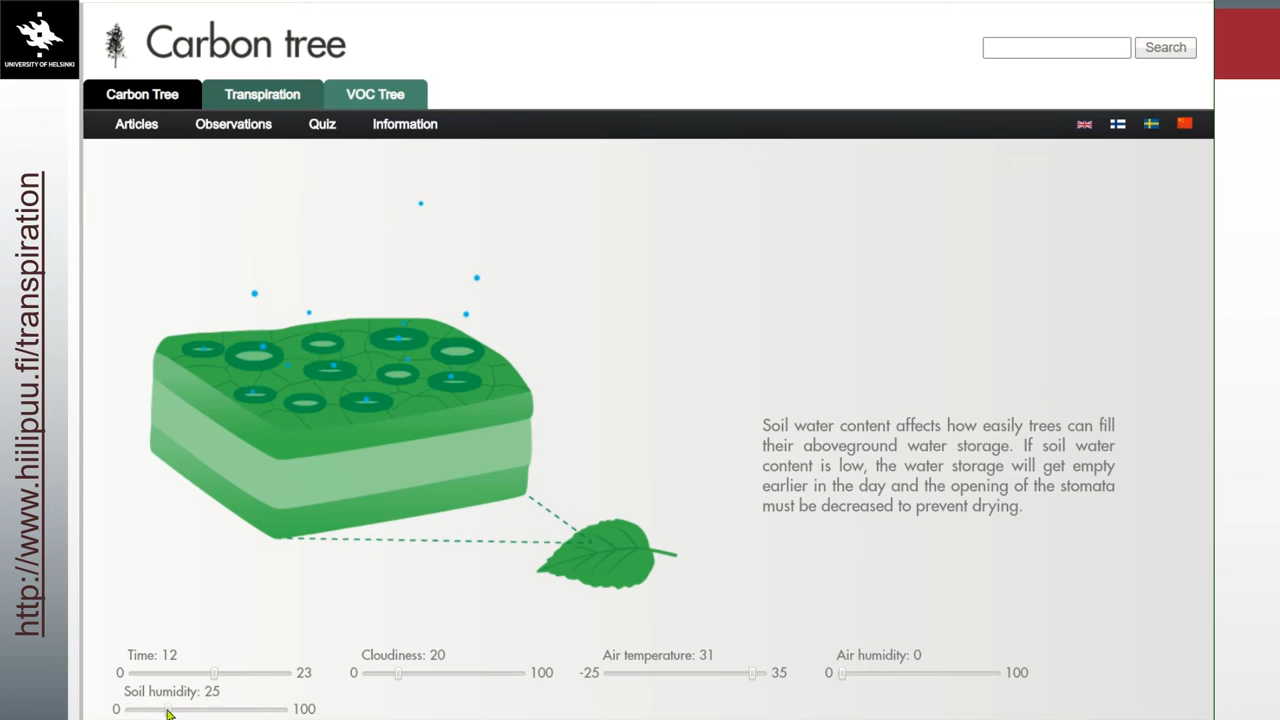 UNIVERSITY OF HELSINKI
http://www.hiilipuu.fi/transpiration
Carbon tree
Search
Carbon Tree Transpiration VOC Tree
Articles Observations Quiz Information
Soil water content affects how easily trees can fill
their aboveground water storage. If soil water
content is low, the water storage will get empty
earlier in the day and the opening of the stomata
must be decreased to prevent drying.
Time: 12
0 23
Cloudiness: 20
0 100
Air temperature: 31
-25 35
Air humidity: 0
0 100
Soil humidity: 25
0 100